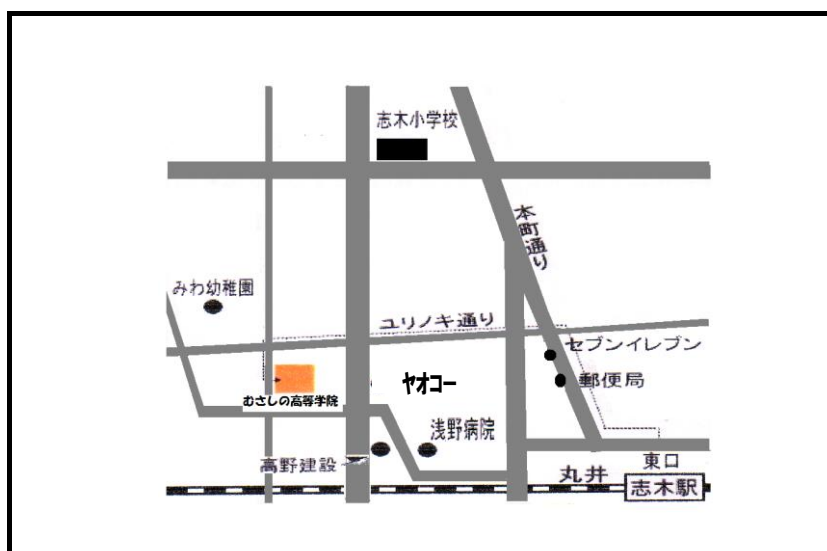 志木小学校
本町通り
みわ幼稚園
ユリノキ通り
セブンイレブン
ヤオコー
郵便局
むさしの高等学院
浅野病院
高野建設
東口
丸井
志木駅